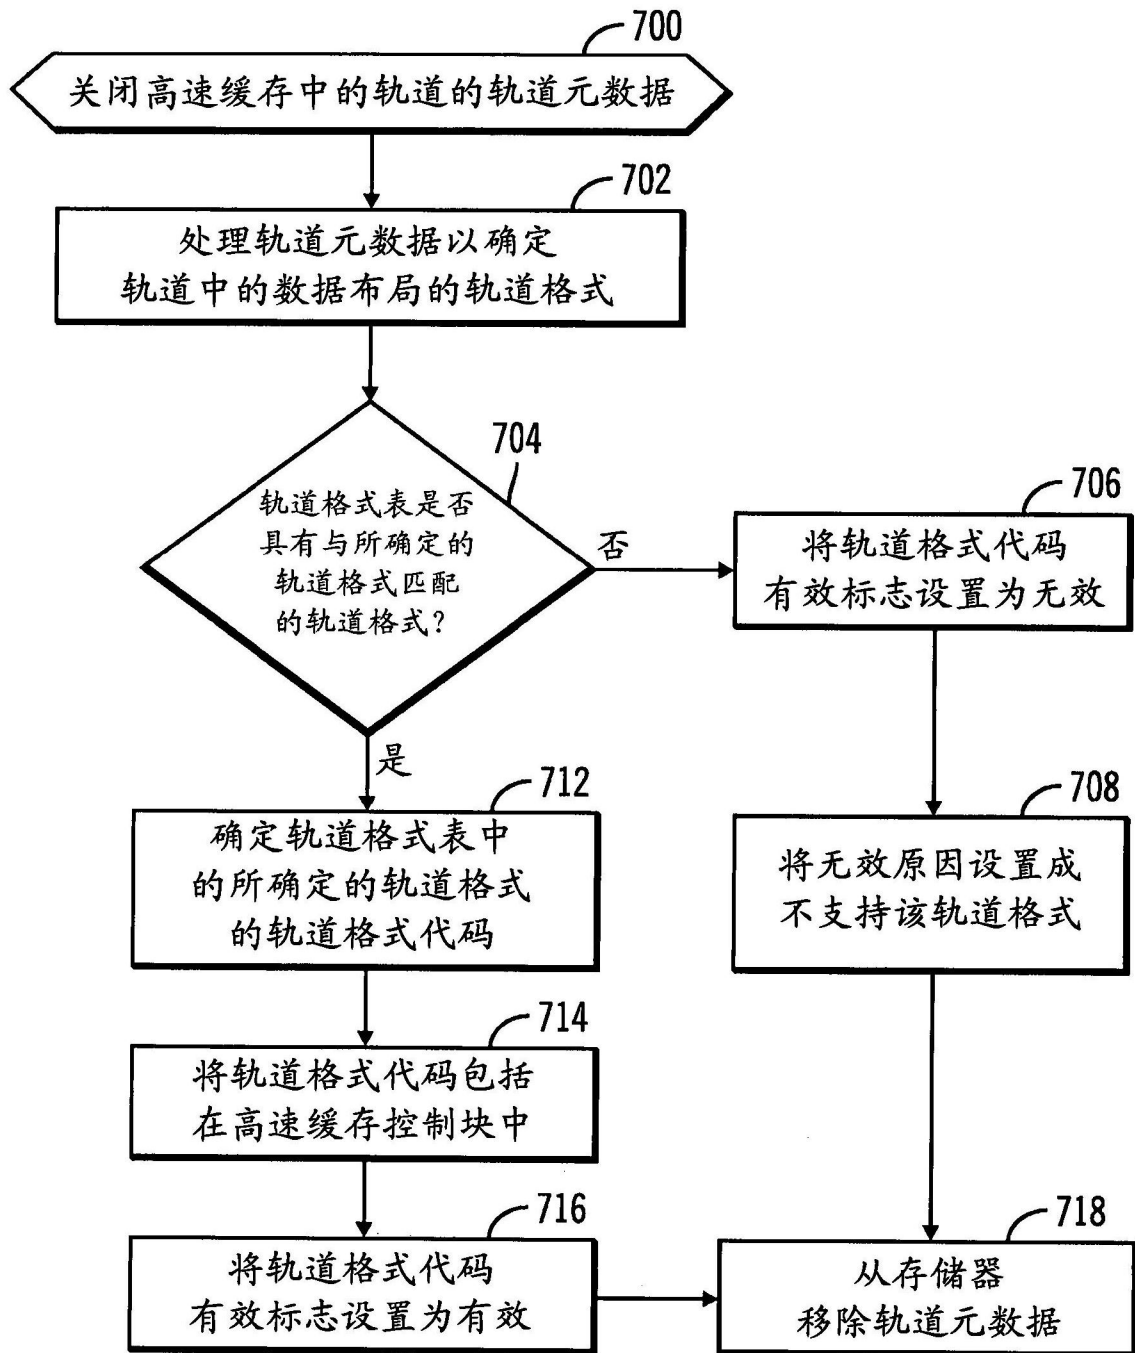 700
关闭高速缓存中的轨道的轨道元数据
702
处理轨道元数据以确定
轨道中的数据布局的轨道格式
704
轨道格式表是否
具有与所确定的
轨道格式匹配
的轨道格式?
否
706
将轨道格式代码
有效标志设置为无效
是
712
确定轨道格式表中
的所确定的轨道格式
的轨道格式代码
708
将无效原因设置成
不支持该轨道格式
714
将轨道格式代码包括
在高速缓存控制块中
716
将轨道格式代码
有效标志设置为有效
718
从存储器
移除轨道元数据